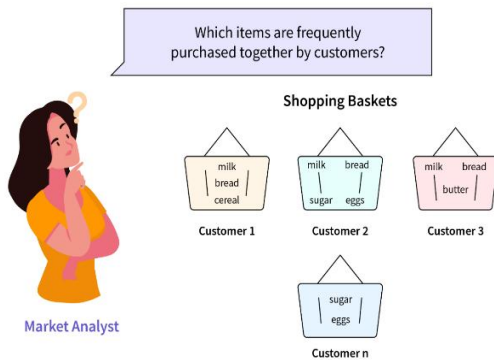 Which items are frequently
purchased together by customers?
?
Shopping Baskets
milk
bread
cereal
Customer 1
milk bread
sugar eggs
Customer 2
milk bread
butter
Customer 3
sugar
eggs
Customer n
Market Analyst